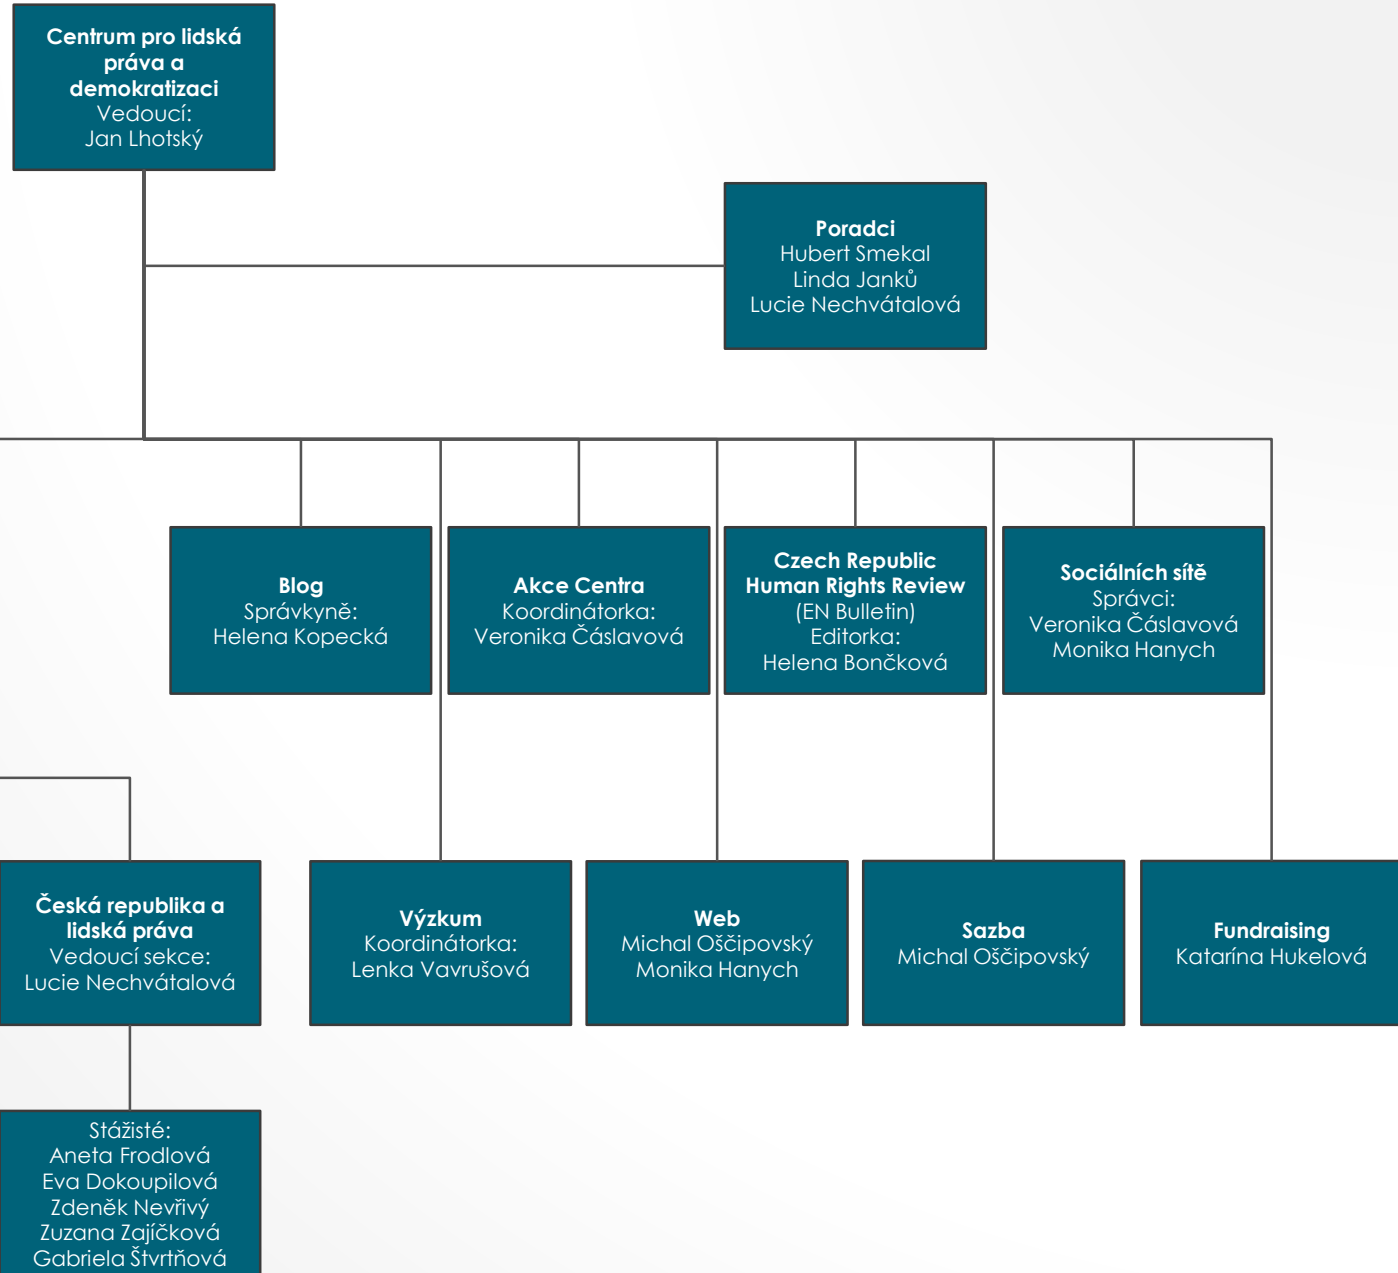 Centrum pro lidská
práva a
demokratizaci
Vedoucí:
Jan Lhotský
Poradci
Hubert Smekal
Linda Janků
Lucie Nechvátalová
Blog
Správkyně:
Helena Kopecká
Akce Centra
Koordinátorka:
Veronika Čáslavová
Czech Republic
Human Rights Review
(EN Bulletin)
Editorka:
Helena Bončková
Sociálních sítě
Správci:
Veronika Čáslavová
Monika Hanych
Česká republika a
lidská práva
Vedoucí sekce:
Lucie Nechvátalová
Výzkum
Koordinátorka:
Lenka Vavrušová
Web
Michal Oščipovský
Monika Hanych
Sazba
Michal Oščipovský
Fundraising
Katarína Hukelová
Stážisté:
Aneta Frodlová
Eva Dokoupilová
Zdeněk Nevřivý
Zuzana Zajíčková
Gabriela Štvrtňová